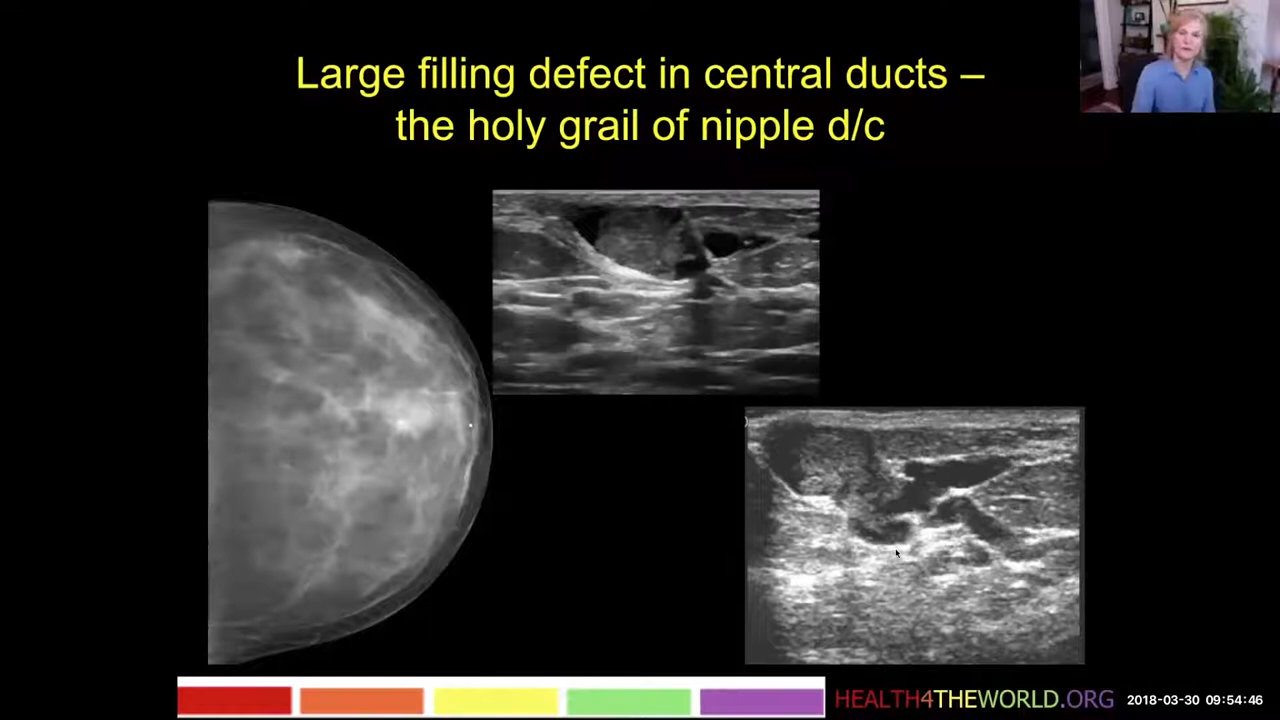 Large filling defect in central ducts –
the holy grail of nipple d/c
HEALTH4THEWORLD.ORG
2018-03-30 09:54:46